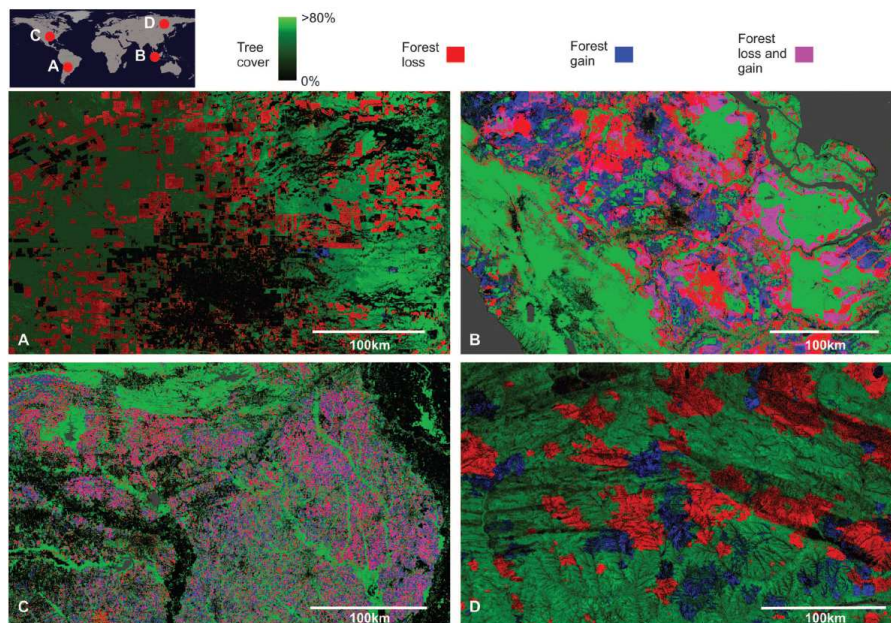 D
C
B
A
Tree
cover
>80%
0%
Forest
loss
Forest
gain
Forest
loss and
gain
A
100km
B
100km
C
100km
D
100km